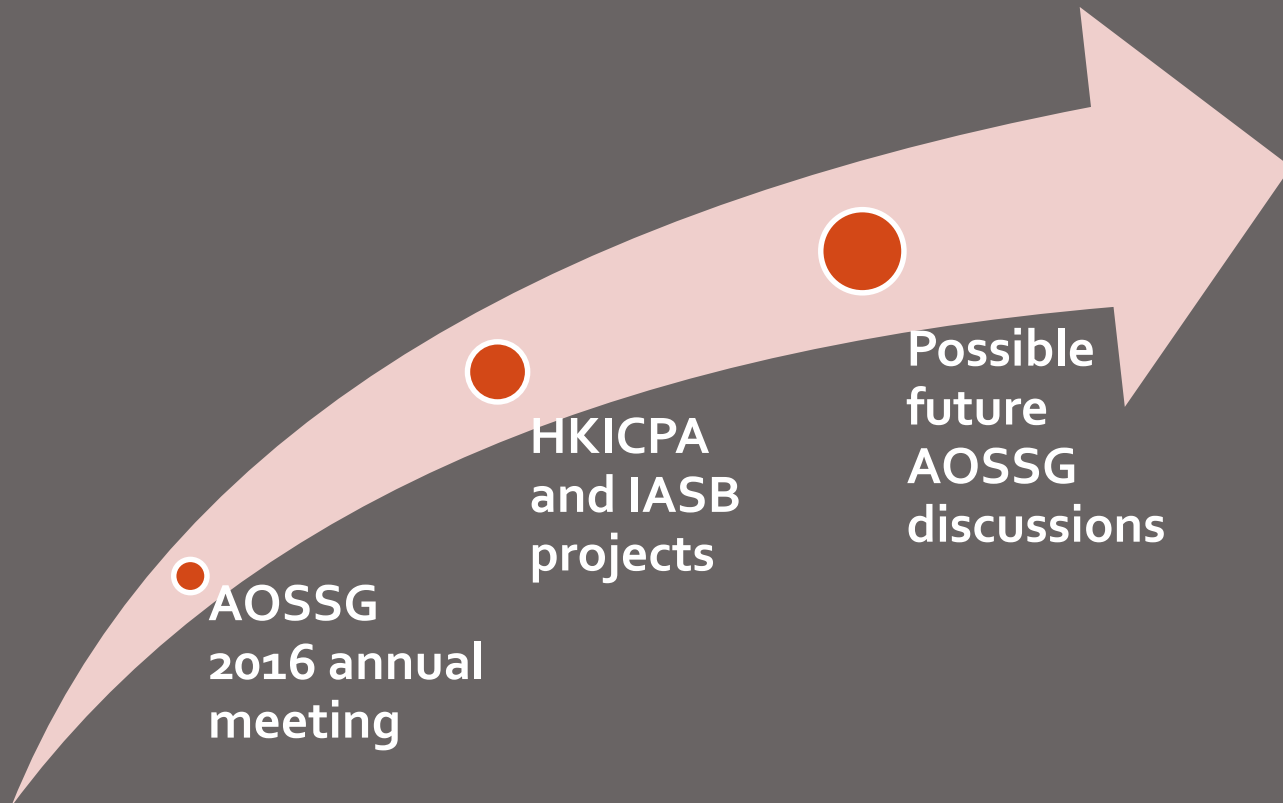 AOSSG
2016 annual
meeting
HKICPA
and IASB
projects
Possible
future
AOSSG
discussions